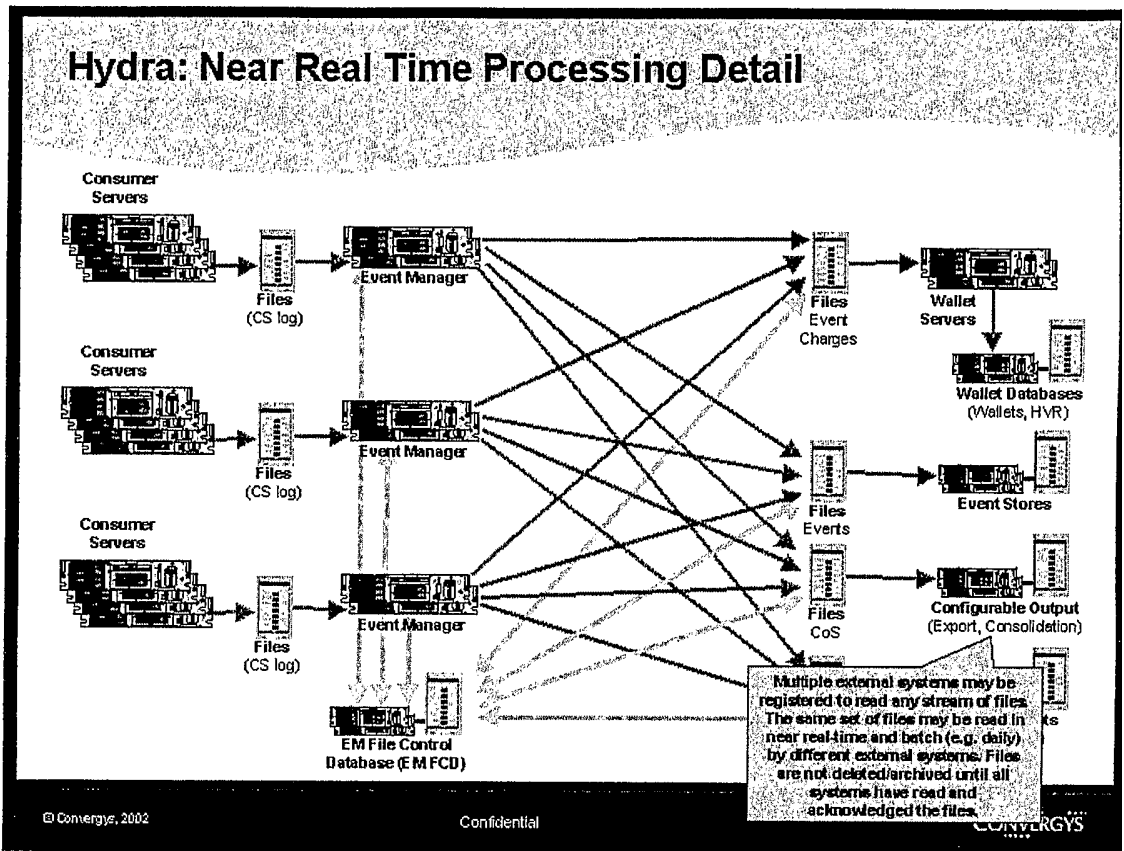 Hydra: Near Real Time Processing Detail
Consumer
Servers
Files
(CS log)
Event Manager
Files
Event
Charges
Wallet
Servers
Wallet Databases
(Wallets, HVR)
Consumer
Servers
Files
(CS log)
Event Manager
Files
Events
Event Stores
Consumer
Servers
Files
(CS log)
Event Manager
Files
CoS
Configurable Output
(Export, Consolidation)
EM File Control
Database (EM FCD)
Multiple external systems may be
registered to read any stream of files.
The same set of files may be read in
near real-time and batch (e.g. daily)
by different external systems. Files
are not deleted/archived until all
systems have read and
acknowledged the files.
© Convergys, 2002
Confidential
CONVERGYS